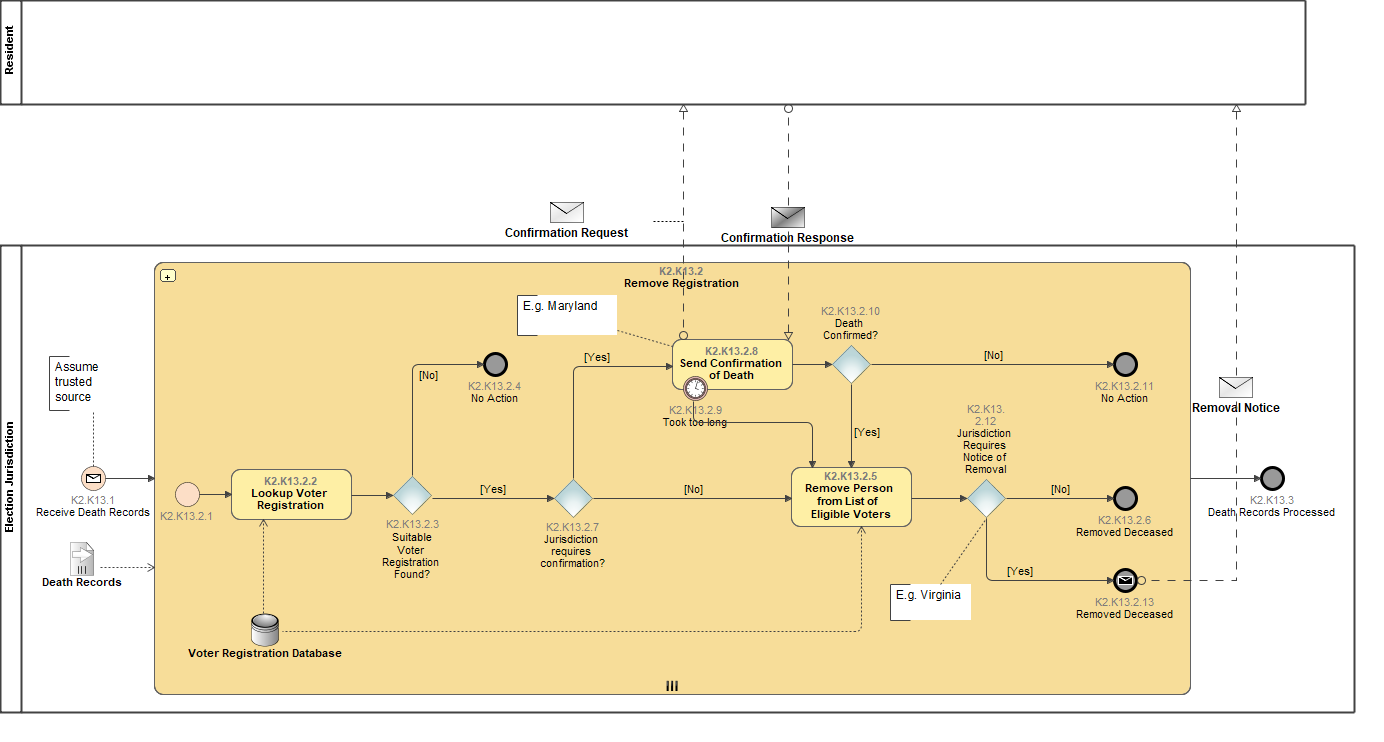 Resident
Confirmation Request
Confirmation Response
Election Jurisdiction
K2.K13.2
Remove Registration
E.g. Maryland
K2.K13.2.10
Death
Confirmed?
K2.K13.2.8
Send Confirmation
of Death
[No]
[Yes]
K2.K13.2.9
Took too long
[No]
K2.K13.2.4
No Action
K2.K13.2.11
No Action
Removal Notice
Assume
trusted
source
K2.K13.
2.12
Jurisdiction
Requires
Notice of
Removal
[Yes]
K2.K13.1
Receive Death Records
K2.K13.2.1
K2.K13.2.2
Lookup Voter
Registration
[Yes]
K2.K13.2.3
Suitable
Voter
Registration
Found?
K2.K13.2.7
Jurisdiction
requires
confirmation?
[No]
K2.K13.2.5
Remove Person
from List of
Eligible Voters
[No]
K2.K13.2.6
Removed Deceased
K2.K13.3
Death Records Processed
Death Records
[Yes]
E.g. Virginia
K2.K13.2.13
Removed Deceased
Voter Registration Database